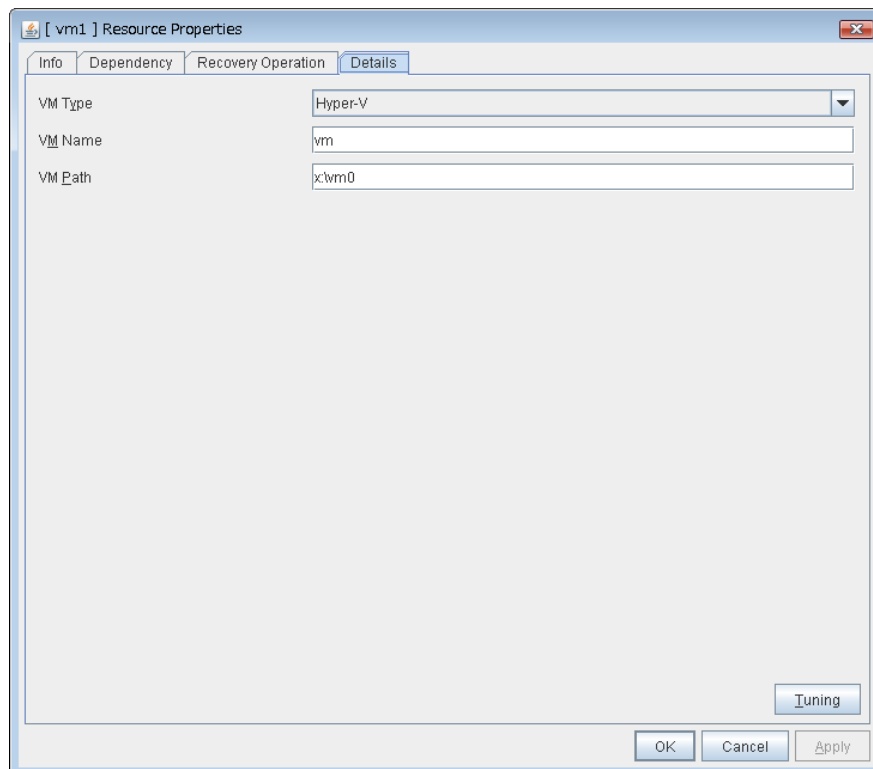 [ vm1 ] Resource Properties
Info Dependency Recovery Operation Details
VM Type Hyper-V
VM Name vm
VM Path x:\vm0
Tuning
OK Cancel Apply